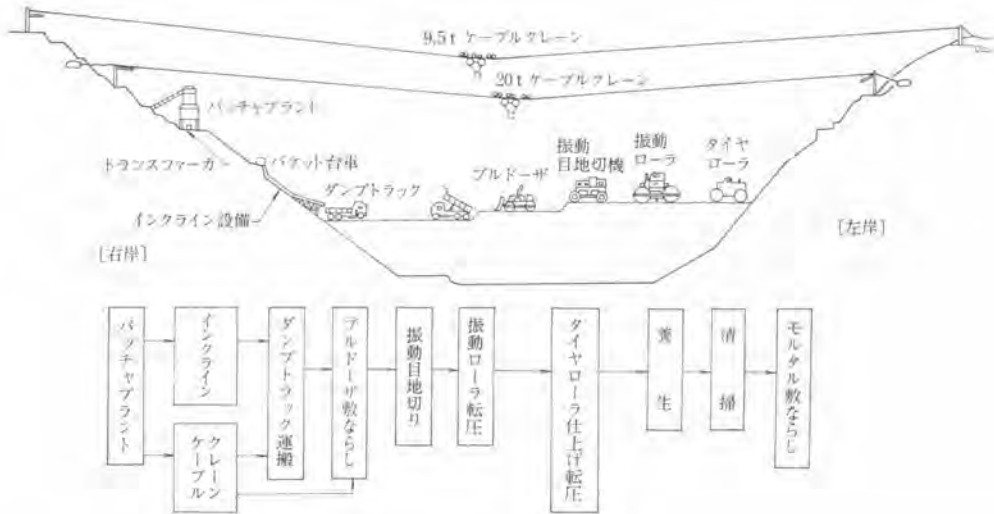 9.5t ケーブルクレーン
20t ケーブルクレーン
バッチャプラント
トランスファーカ
バケット台車
ダンプトラック
インクライン設備
ブルドーザ
振動
目地切機
振動
ローラ
タイヤ
ローラ
[右岸]
[左岸]
バッチャプラント
インクライン
ケーブル
クレーン
ダンプトラック運搬
ブルドーザ敷ならし
振動目地切り
振動ローラ転圧
タイヤローラ仕上げ転圧
養生
清掃
モルタル敷ならし